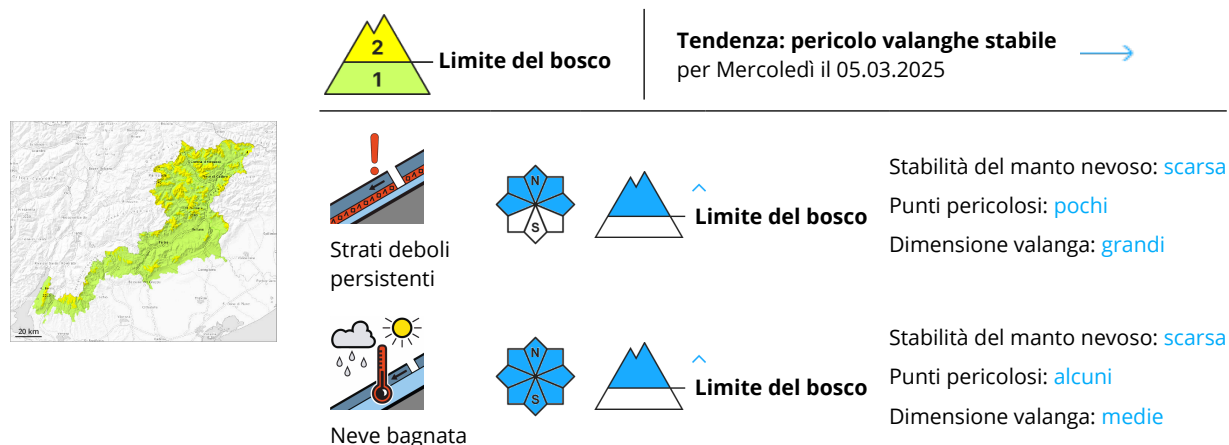 2
1
Limite del bosco
Tendenza: pericolo valanghe stabile
per Mercoledì il 05.03.2025
20 km
Strati deboli
persistenti
N
S
Limite del bosco
Stabilità del manto nevoso: scarsa
Punti pericolosi: pochi
Dimensione valanga: grandi
Neve bagnata
N
S
Limite del bosco
Stabilità del manto nevoso: scarsa
Punti pericolosi: alcuni
Dimensione valanga: medie